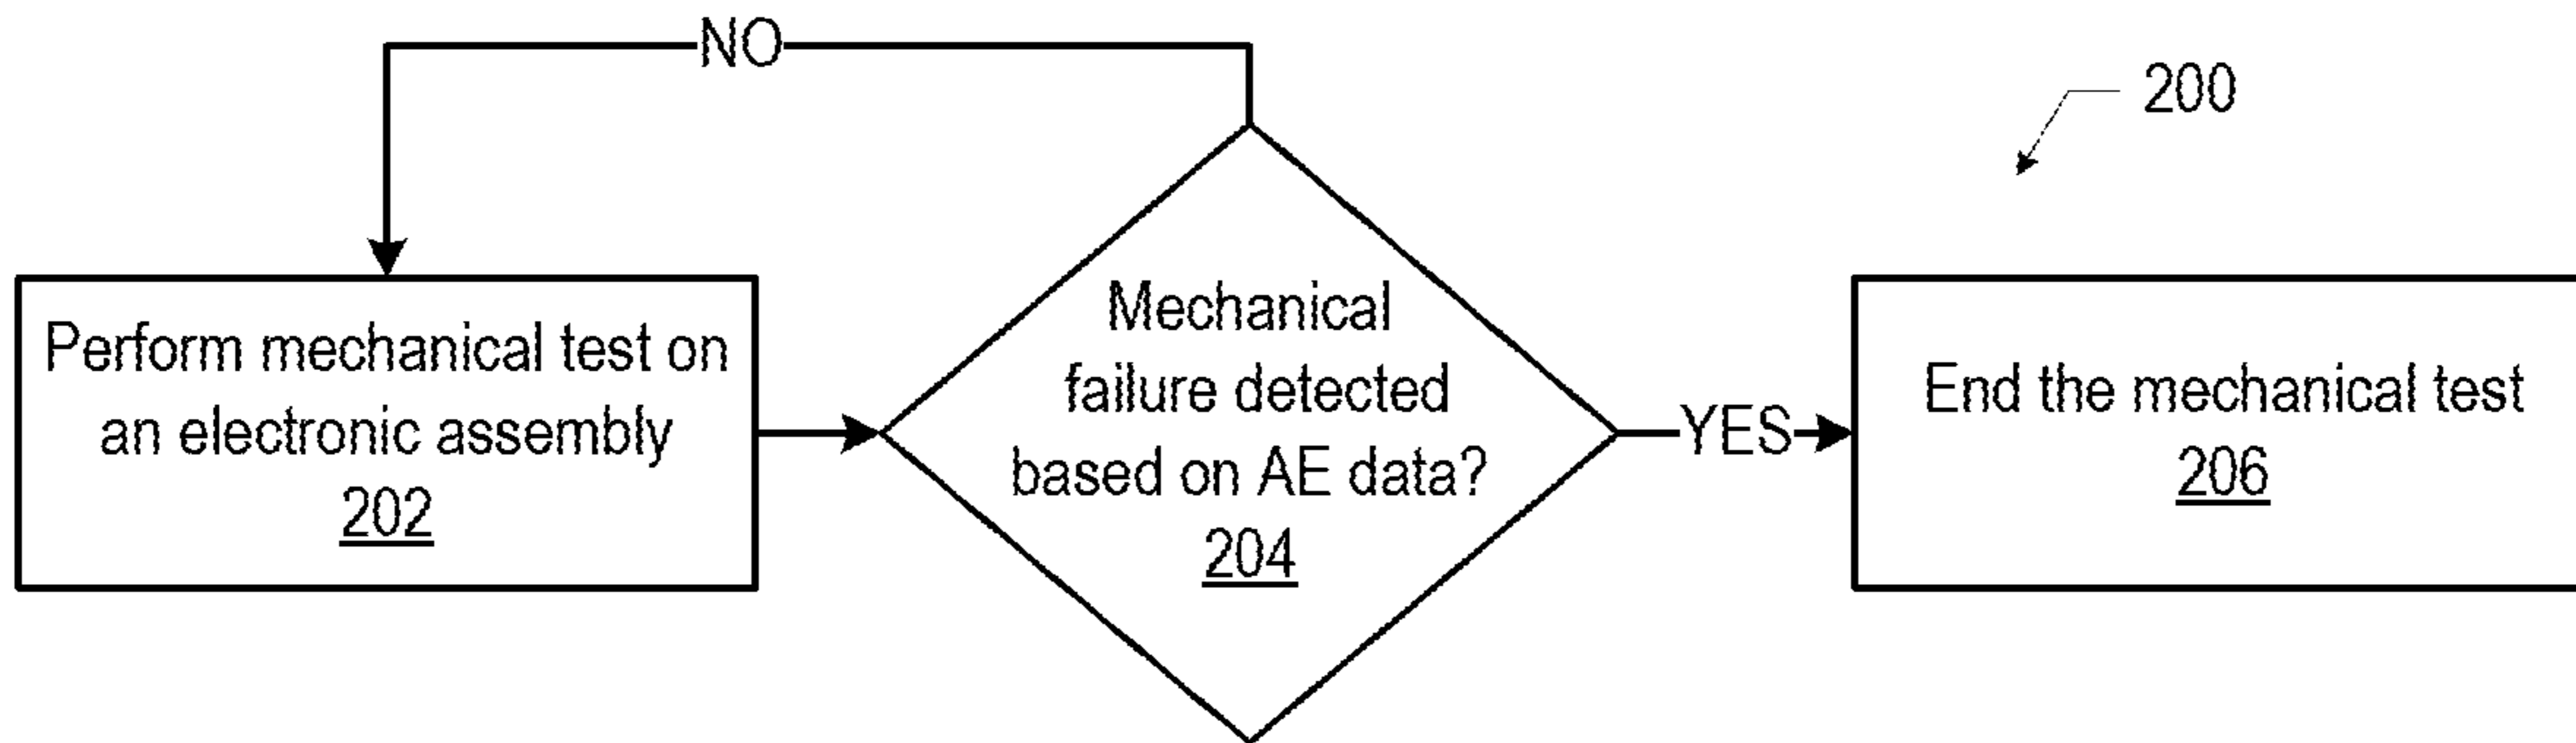 NO
200
Perform mechanical test on
an electronic assembly
202
Mechanical
failure detected
based on AE data?
204
YES
End the mechanical test
206